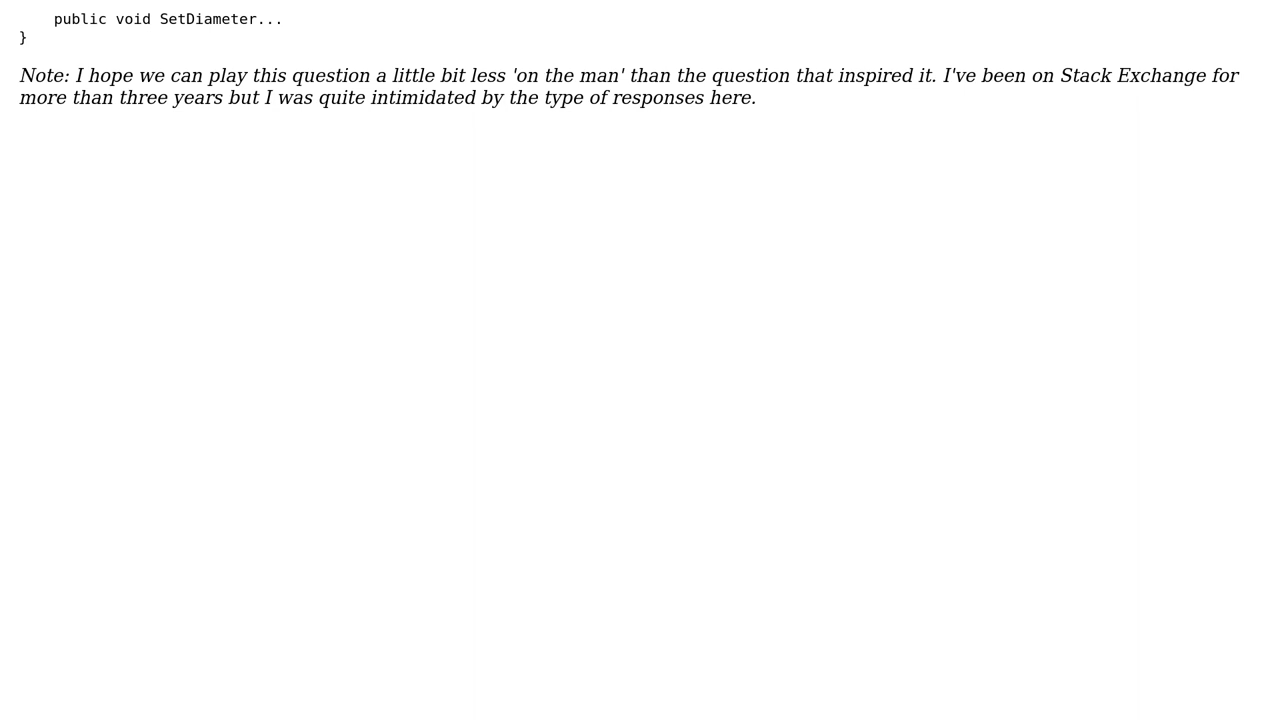 public void SetDiameter...
}
Note: I hope we can play this question a little bit less 'on the man' than the question that inspired it. I've been on Stack Exchange for
more than three years but I was quite intimidated by the type of responses here.